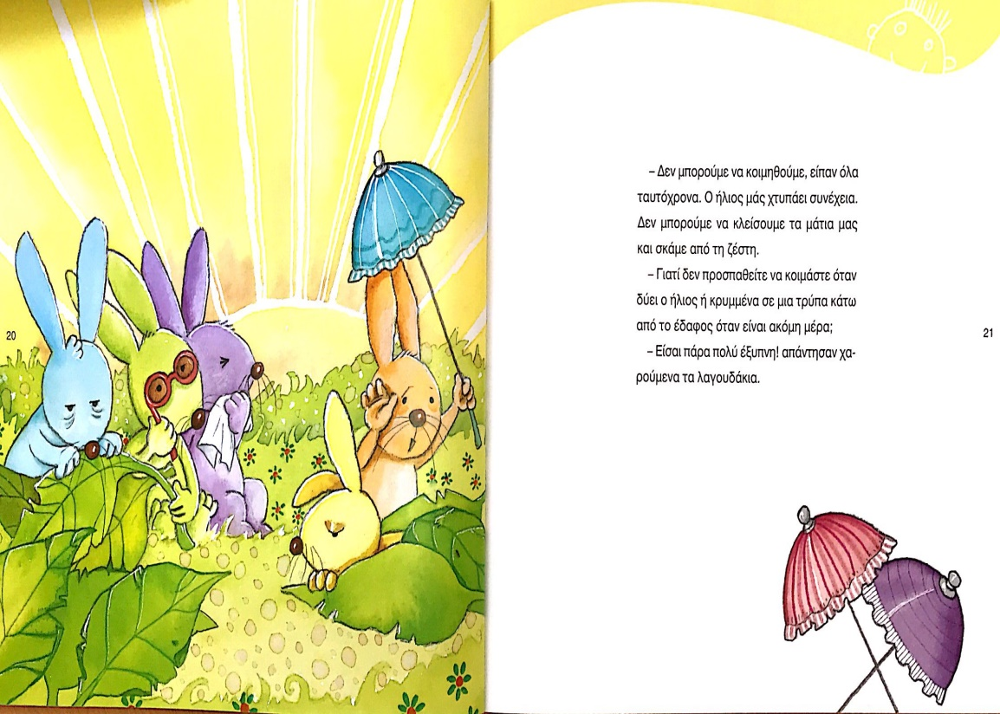 20
– Δεν μπορούμε να κοιμηθούμε, είπαν όλα
ταυτόχρονα. Ο ήλιος μάς χτυπάει συνέχεια.
Δεν μπορούμε να κλείσουμε τα μάτια μας
και σκάμε από τη ζέστη.
– Γιατί δεν προσπαθείτε να κοιμάστε όταν
δύει ο ήλιος ή κρυμμένα σε μια τρύπα κάτω
από το έδαφος όταν είναι ακόμη μέρα;
– Είσαι πάρα πολύ έξυπνη! απάντησαν χα-
ρούμενα τα λαγουδάκια.
21